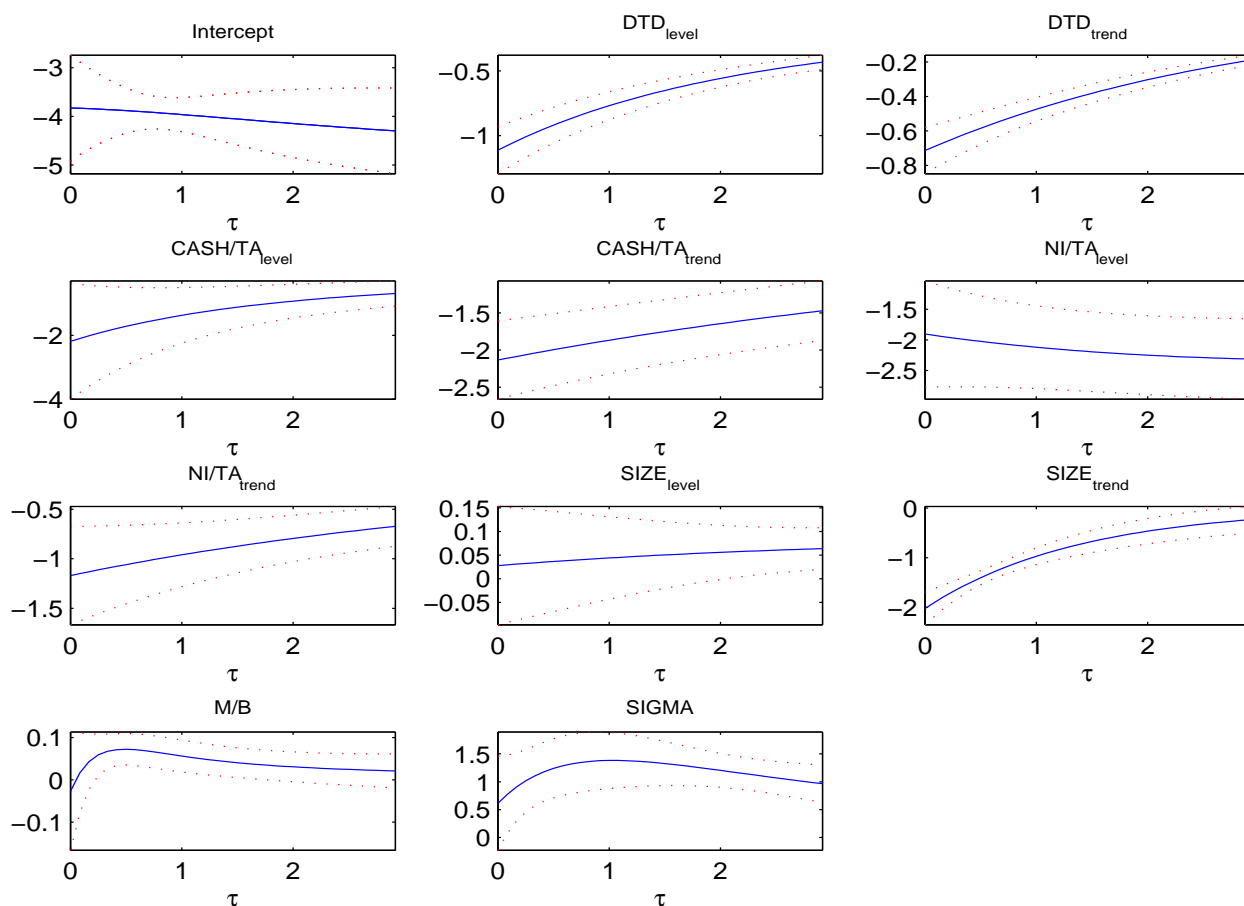 Intercept
DTD_level
DTD_trend
−3
−4
−5
0 1 2
τ
−0.5
−1
0 1 2
τ
−0.2
−0.4
−0.6
−0.8
0 1 2
τ
CASH/TA_level
CASH/TA_trend
NI/TA_level
−2
−4
0 1 2
τ
−1.5
−2
−2.5
0 1 2
τ
−1.5
−2
−2.5
0 1 2
τ
NI/TA_trend
SIZE_level
SIZE_trend
−0.5
−1
−1.5
0 1 2
τ
0.15
0.1
0.05
0
−0.05
0 1 2
τ
0
−1
−2
0 1 2
τ
M/B
SIGMA
0.1
0
−0.1
0 1 2
τ
1.5
1
0.5
0
0 1 2
τ